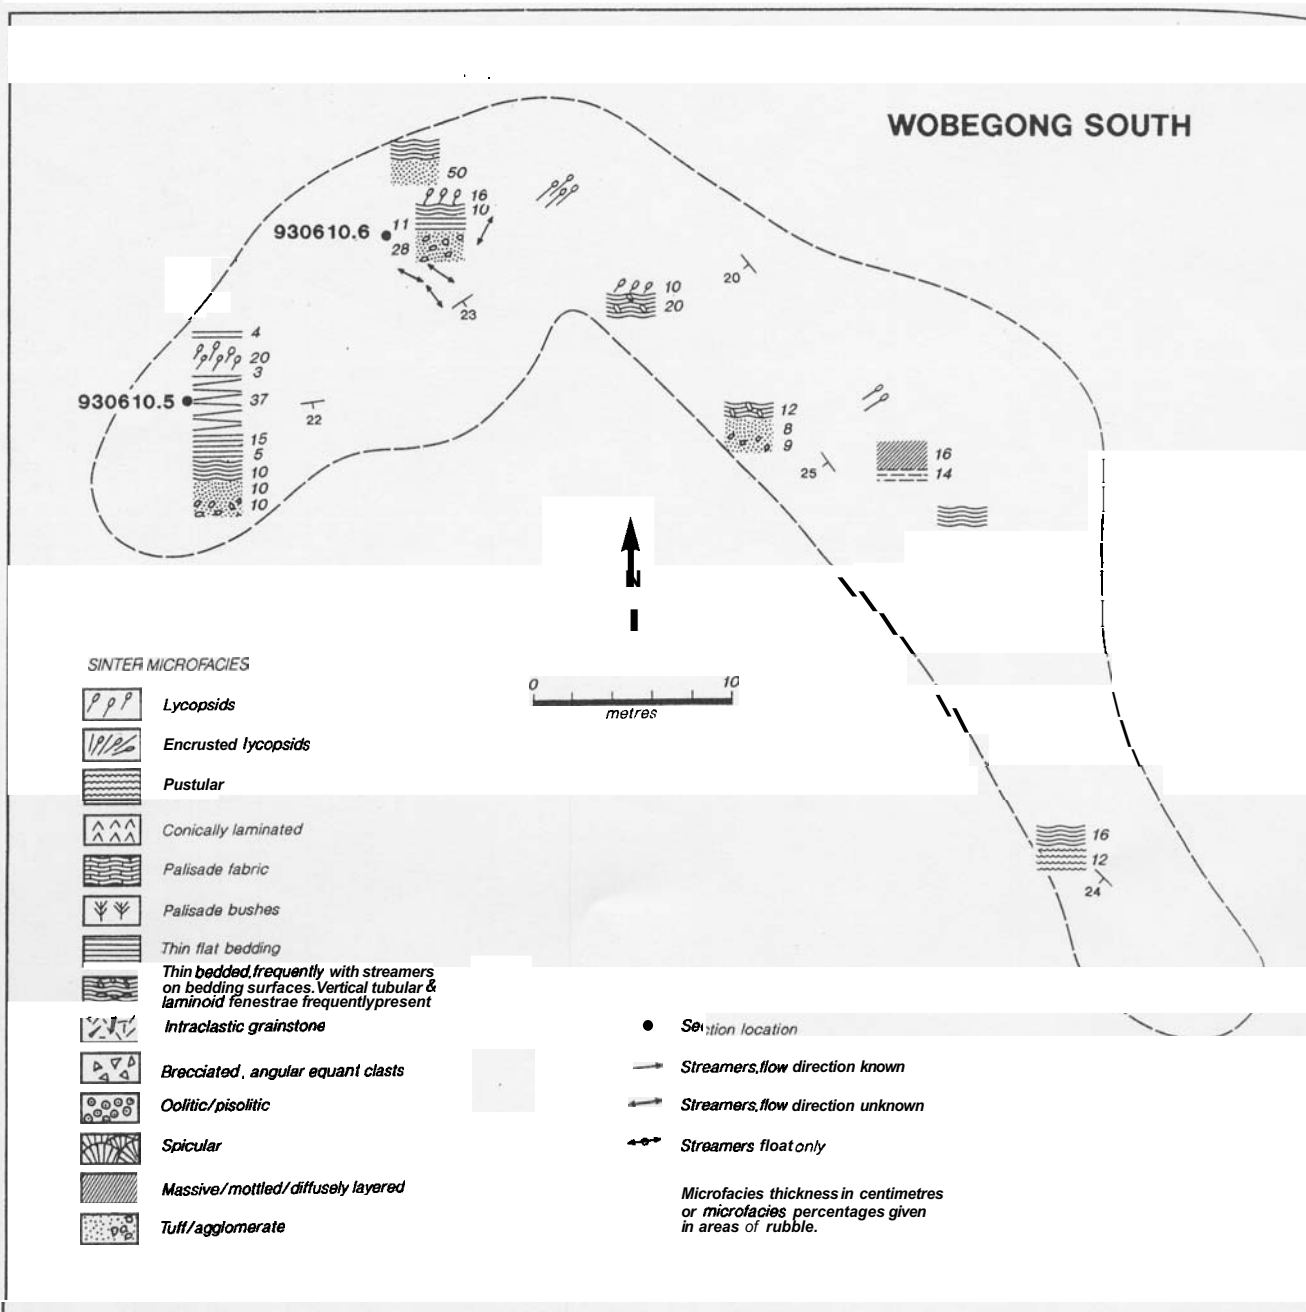 WOBEGONG SOUTH
50
16
10
930610.6
11
28
23
10
20
20
4
20
3
930610.5
37
22
15
5
10
10
10
12
8
9
25
16
14
N
0 10
metres
16
12
24
SINTER MICROFACIES
Lycopsids
Encrusted lycopsids
Pustular
Conically laminated
Palisade fabric
Palisade bushes
Thin flat bedding
Thin bedded, frequently with streamers
on bedding surfaces. Vertical tubular &
laminoid fenestrae frequently present
Intraclastic grainstone
Brecciated, angular equant clasts
Oolitic/pisolitic
Spicular
Massive/mottled/diffusely layered
Tuff/agglomerate
Section location
Streamers, flow direction known
Streamers, flow direction unknown
Streamers float only
Microfacies thickness in centimetres
or microfacies percentages given
in areas of rubble.